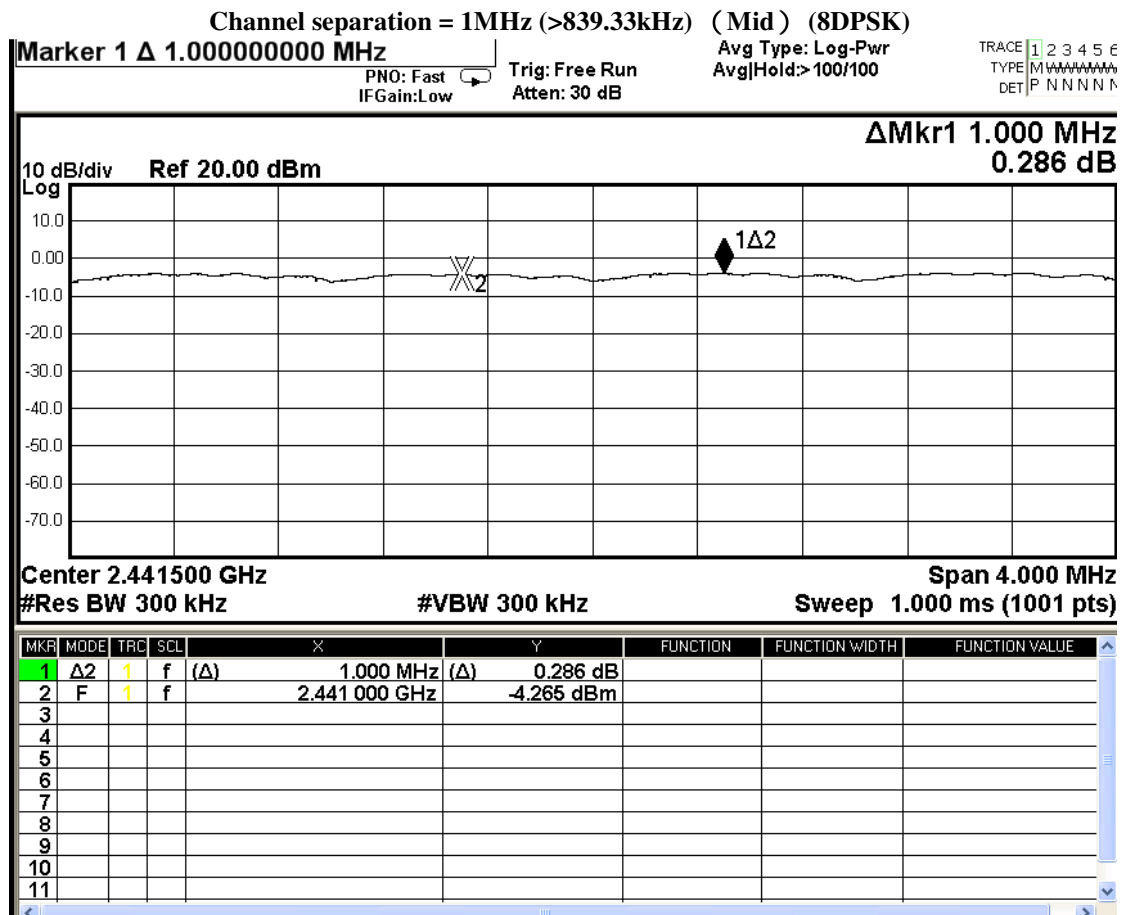 Channel separation = 1MHz (>839.33kHz) （Mid） (8DPSK)
Marker 1 Δ 1.000000000 MHz
PNO: Fast
IFGain:Low
Trig: Free Run
Atten: 30 dB
Avg Type: Log-Pwr
Avg|Hold:>100/100
TRACE 1 2 3 4 5 6
TYPE M
DET P N N N N
ΔMkr1 1.000 MHz
0.286 dB
10 dB/div Ref 20.00 dBm
Log
10.0
0.00
-10.0
-20.0
-30.0
-40.0
-50.0
-60.0
-70.0
1Δ2
2
Center 2.441500 GHz
Span 4.000 MHz
#Res BW 300 kHz
#VBW 300 kHz
Sweep 1.000 ms (1001 pts)
MKR MODE TRC SCL X Y FUNCTION FUNCTION WIDTH FUNCTION VALUE
1 Δ2 1 f (Δ) 1.000 MHz (Δ) 0.286 dB
2 F 1 f 2.441 000 GHz -4.265 dBm
3
4
5
6
7
8
9
10
11